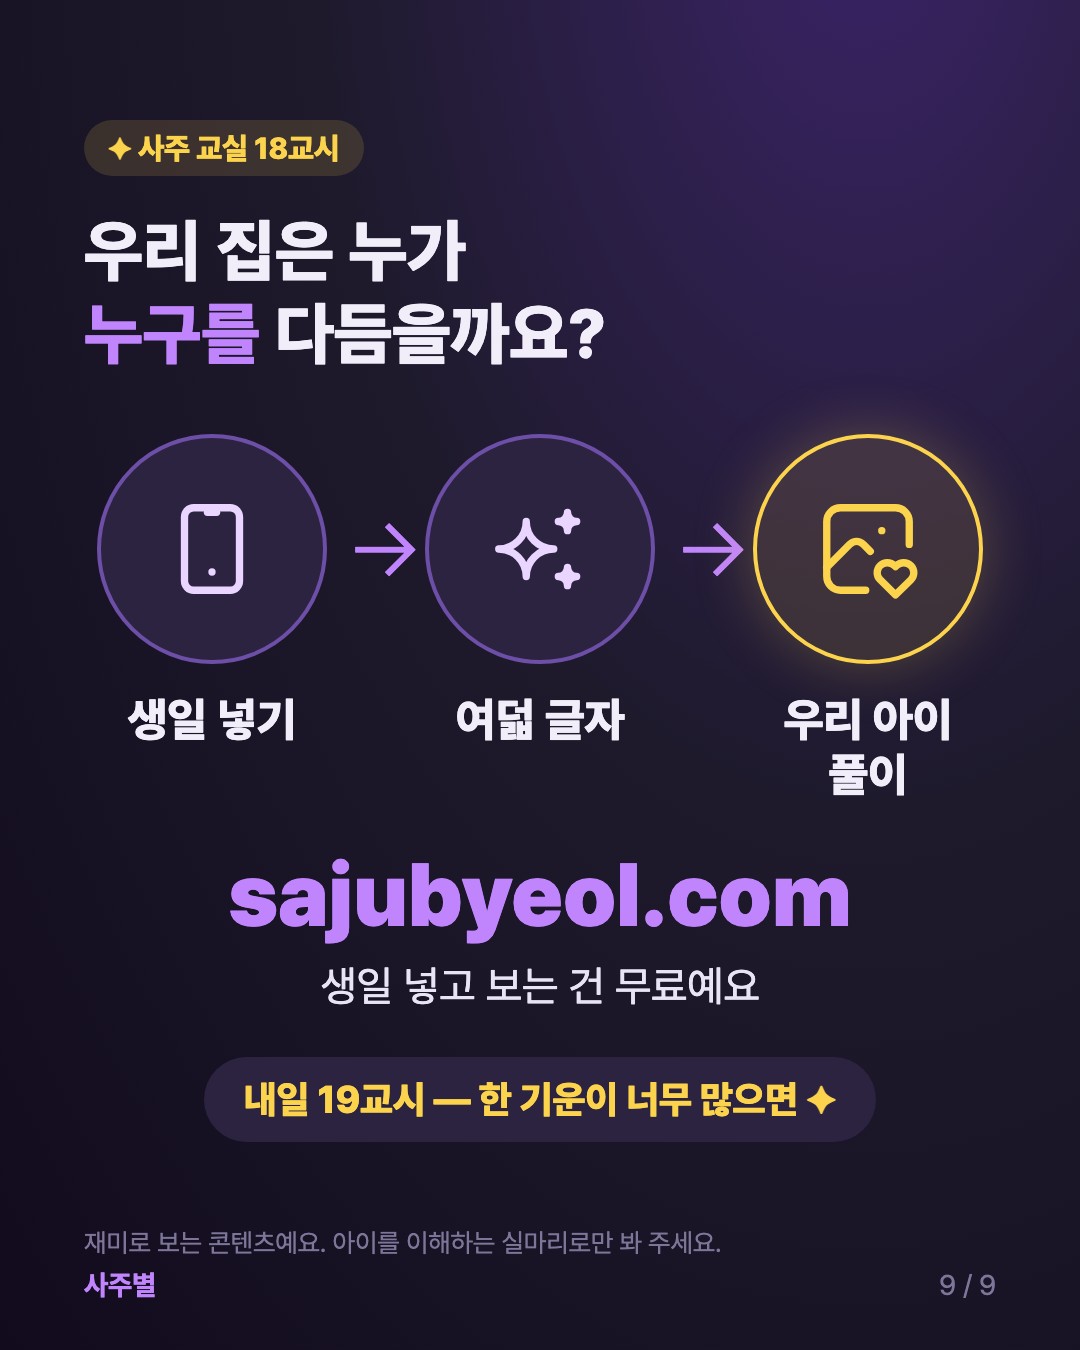 ✦ 사주 교실 18교시
우리 집은 누가
누구를 다듬을까요?
생일 넣기
여덟 글자
우리 아이
풀이
sajubyeol.com
생일 넣고 보는 건 무료예요
내일 19교시 — 한 기운이 너무 많으면 ✦
재미로 보는 콘텐츠예요. 아이를 이해하는 실마리로만 봐 주세요.
사주별
9 / 9